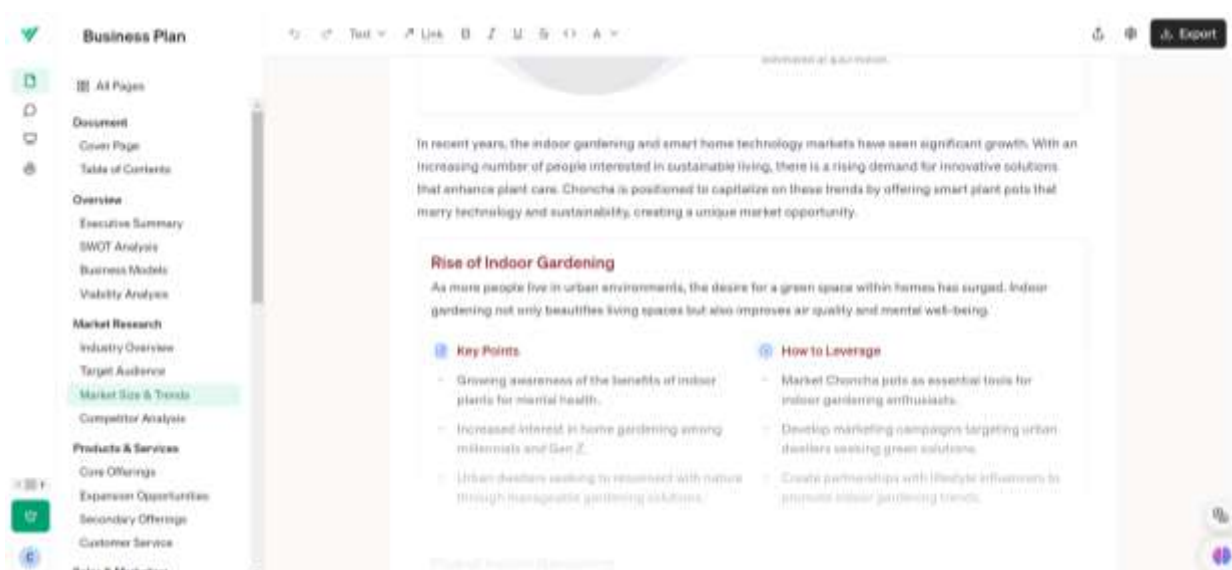 Business Plan
Text
Link
B I U S <> A
Export
All Pages
Document
Cover Page
Table of Contents
Overview
Executive Summary
SWOT Analysis
Business Models
Viability Analysis
Market Research
Industry Overview
Target Audience
Market Size & Trends
Competitor Analysis
Products & Services
Core Offerings
Expansion Opportunities
Secondary Offerings
Customer Service
C
In recent years, the indoor gardening and smart home technology markets have seen significant growth. With an
increasing number of people interested in sustainable living, there is a rising demand for innovative solutions
that enhance plant care. Choncha is positioned to capitalize on these trends by offering smart plant pots that
marry technology and sustainability, creating a unique market opportunity.
Rise of Indoor Gardening
As more people live in urban environments, the desire for a green space within homes has surged. Indoor
gardening not only beautifies living spaces but also improves air quality and mental well-being.
Key Points
- Growing awareness of the benefits of indoor
plants for mental health.
- Increased interest in home gardening among
millennials and Gen Z.
- Urban dwellers seeking to reconnect with nature
through manageable gardening solutions.
How to Leverage
- Market Choncha pots as essential tools for
indoor gardening enthusiasts.
- Develop marketing campaigns targeting urban
dwellers seeking green solutions.
- Create partnerships with lifestyle influencers to
promote indoor gardening trends.